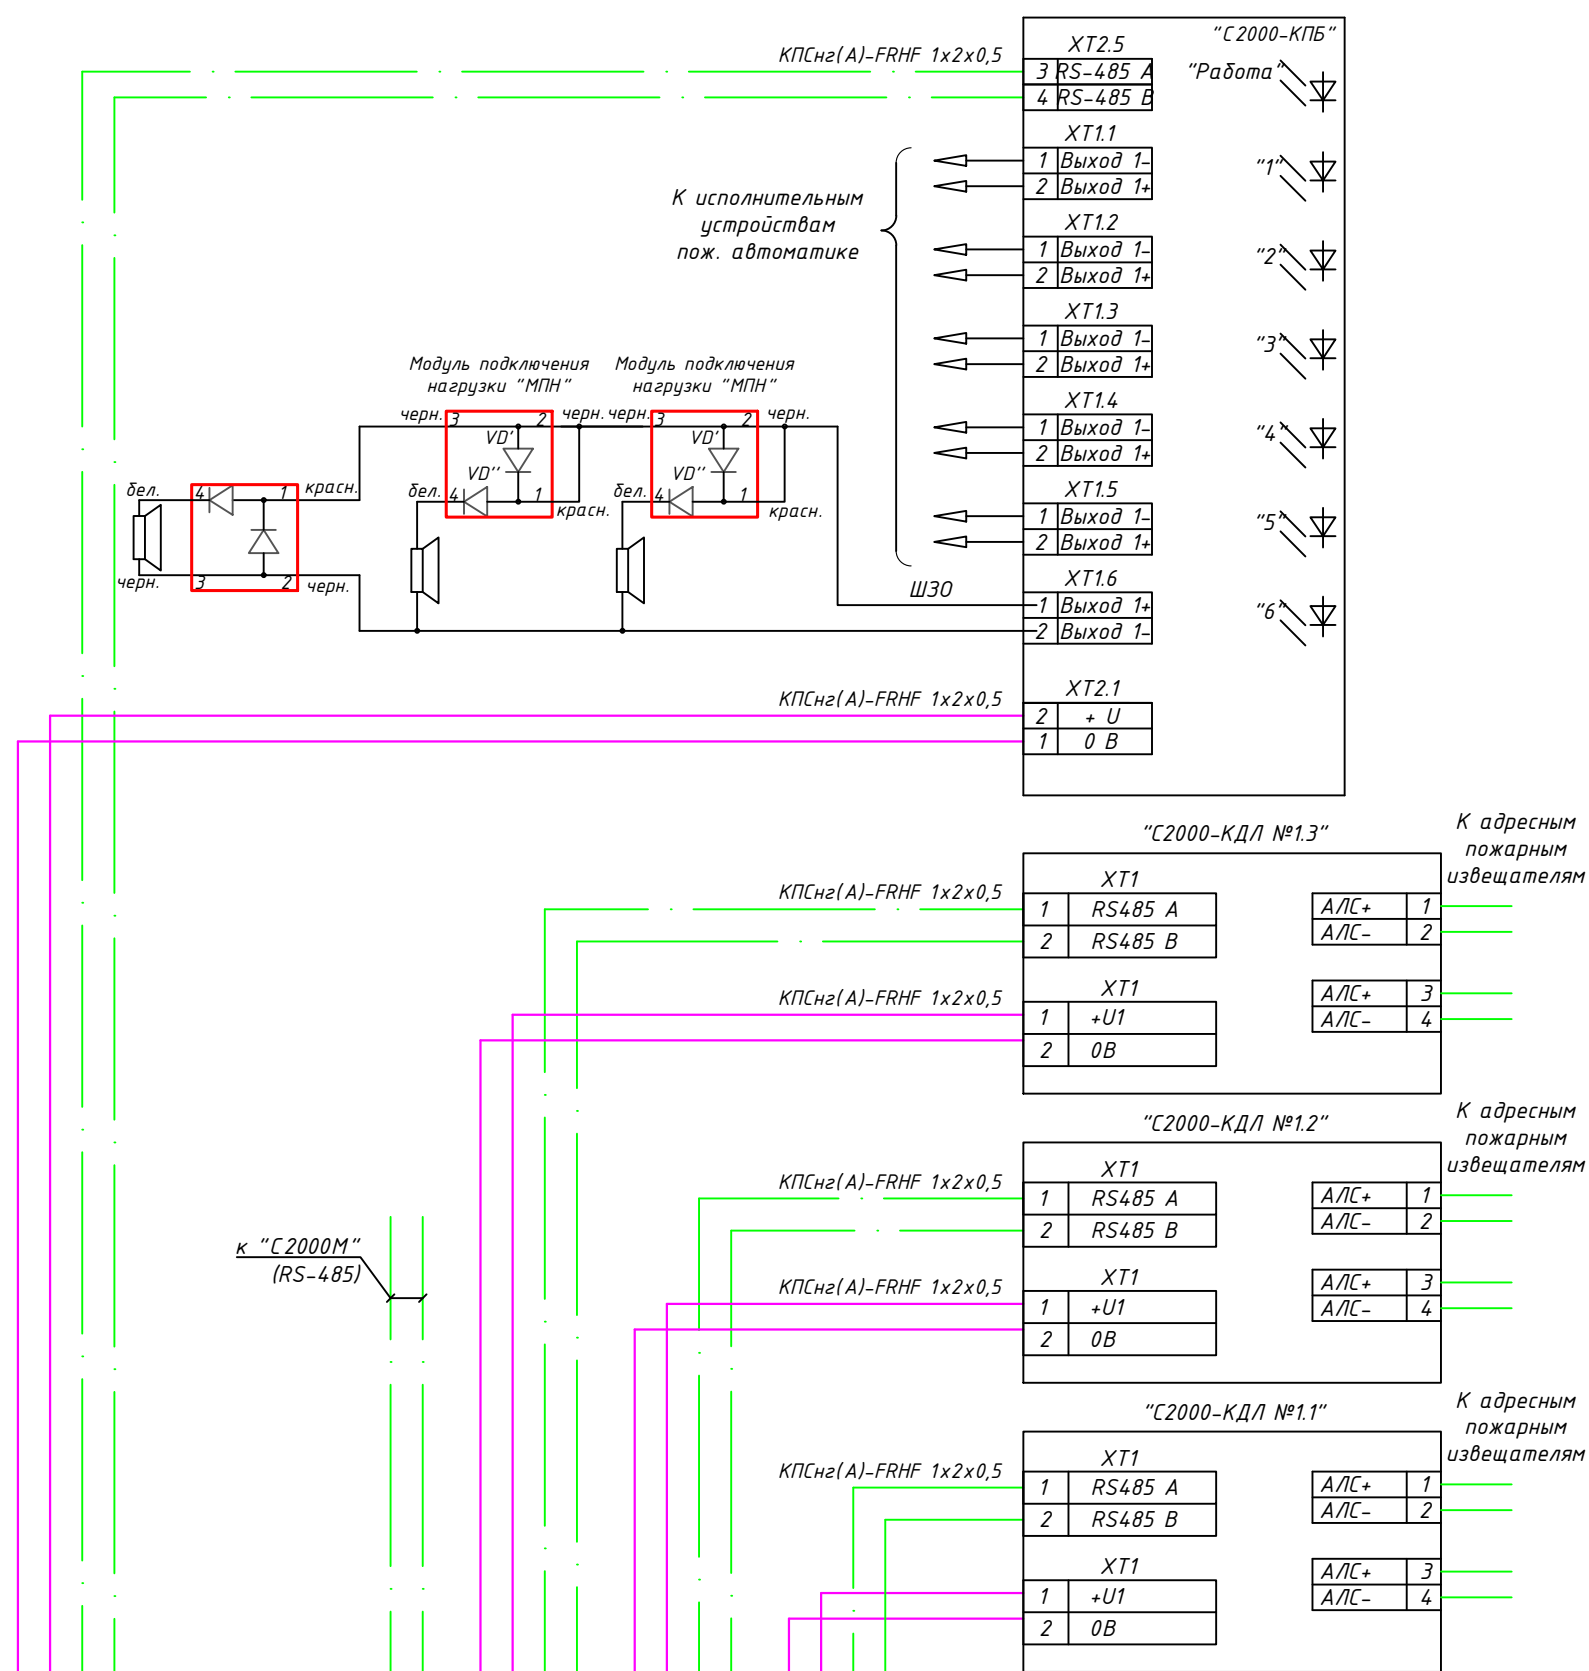 "С2000-КПБ"
КПСнг(А)-FRHF 1х2х0,5
XT2.5
3 RS-485 A
4 RS-485 B
"Работа"
XT1.1
1 Выход 1-
2 Выход 1+
"1"
К исполнительным
устройствам
пож. автоматике
XT1.2
1 Выход 1-
2 Выход 1+
"2"
XT1.3
1 Выход 1-
2 Выход 1+
"3"
XT1.4
1 Выход 1-
2 Выход 1+
"4"
XT1.5
1 Выход 1-
2 Выход 1+
"5"
XT1.6
1 Выход 1+
2 Выход 1-
"6"
ШЗО
Модуль подключения
нагрузки "МПН"
Модуль подключения
нагрузки "МПН"
черн. 3 2 черн. черн. 3 2 черн.
VD' VD'
VD'' VD''
бел. 4 1 красн. бел. 4 1 красн. бел. 4 1 красн.
черн. 3 2 черн.
КПСнг(А)-FRHF 1х2х0,5
XT2.1
2 + U
1 0 В
"С2000-КДЛ №1.3"
К адресным
пожарным
извещателям
КПСнг(А)-FRHF 1х2х0,5
XT1
1 RS485 A
2 RS485 B
АЛС+ 1
АЛС- 2
КПСнг(А)-FRHF 1х2х0,5
XT1
1 +U1
2 0В
АЛС+ 3
АЛС- 4
"С2000-КДЛ №1.2"
К адресным
пожарным
извещателям
КПСнг(А)-FRHF 1х2х0,5
XT1
1 RS485 A
2 RS485 B
АЛС+ 1
АЛС- 2
к "С2000М"
(RS-485)
КПСнг(А)-FRHF 1х2х0,5
XT1
1 +U1
2 0В
АЛС+ 3
АЛС- 4
"С2000-КДЛ №1.1"
К адресным
пожарным
извещателям
КПСнг(А)-FRHF 1х2х0,5
XT1
1 RS485 A
2 RS485 B
АЛС+ 1
АЛС- 2
XT1
1 +U1
2 0В
АЛС+ 3
АЛС- 4